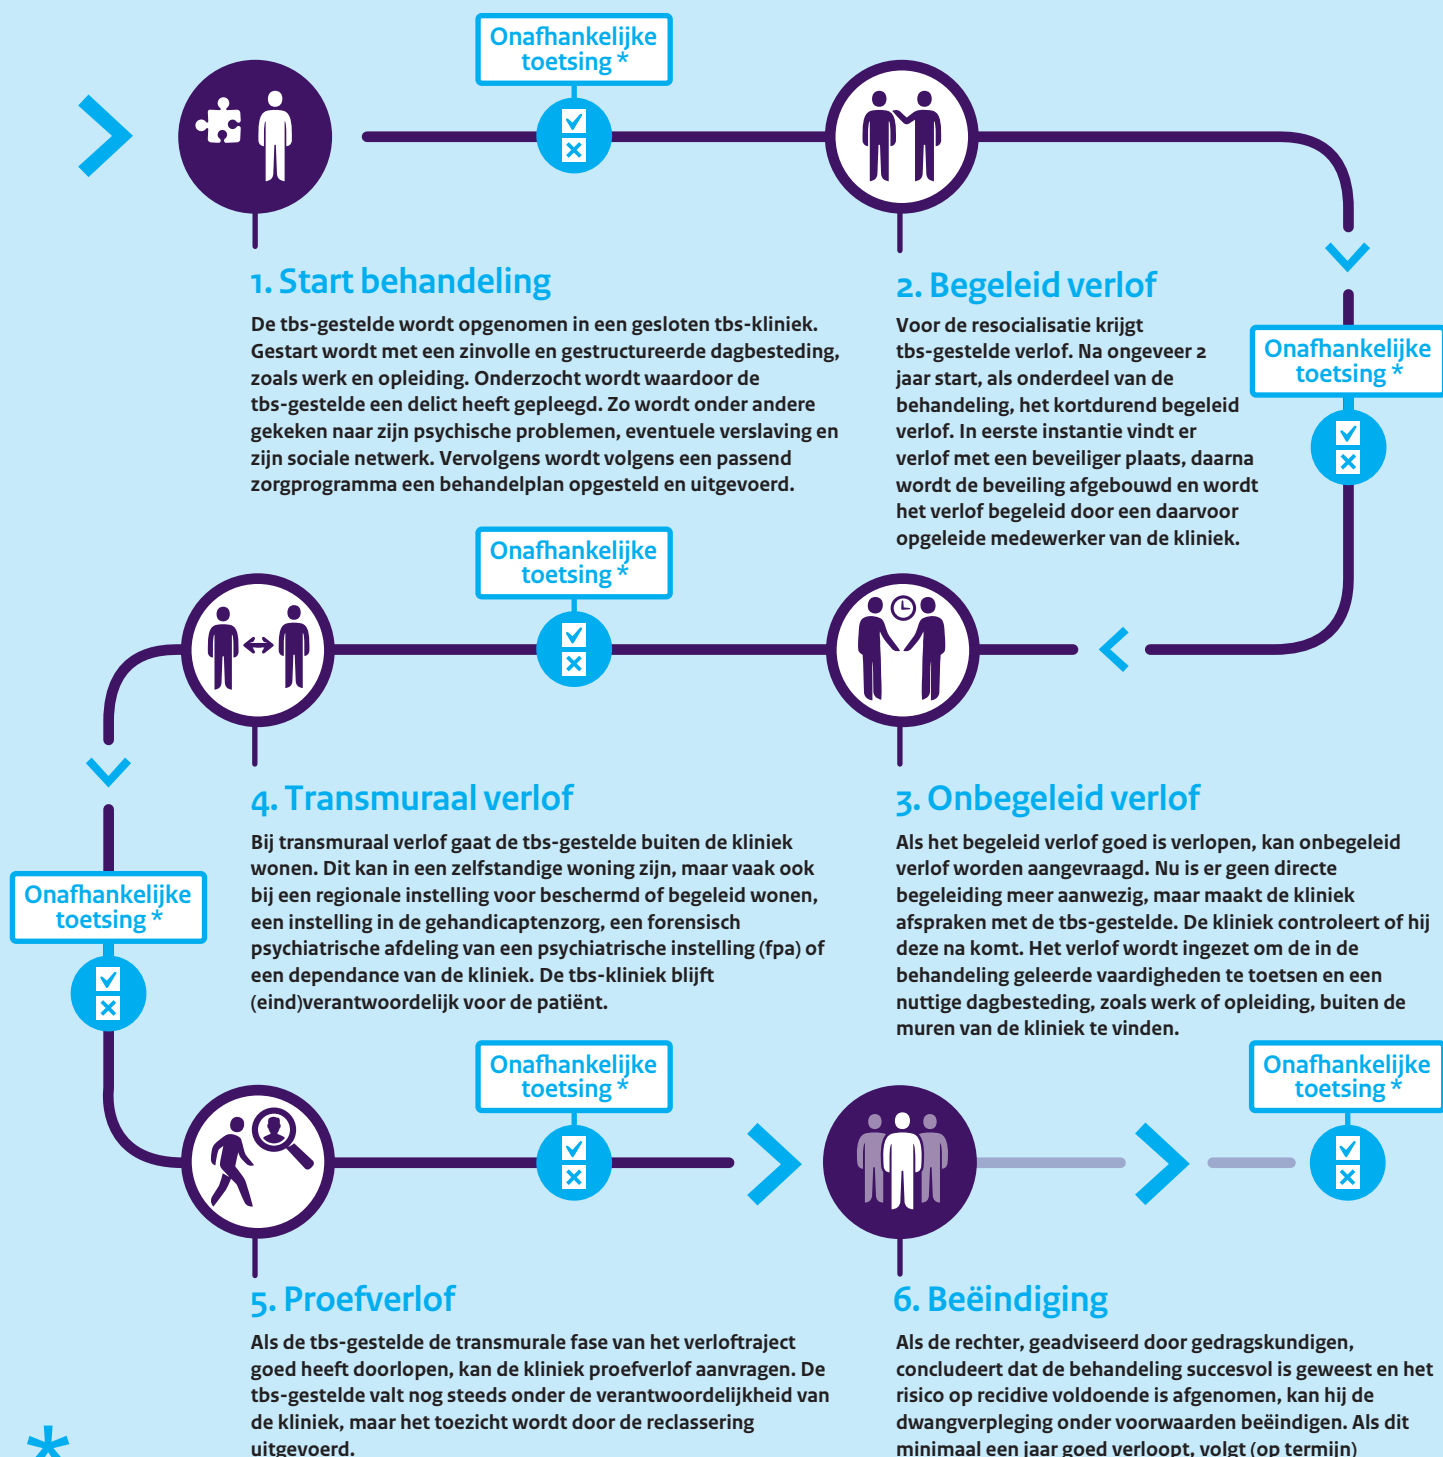 Onafhankelijke
toetsing *
1. Start behandeling
De tbs-gestelde wordt opgenomen in een gesloten tbs-kliniek.
Gestart wordt met een zinvolle en gestructureerde dagbesteding,
zoals werk en opleiding. Onderzocht wordt waardoor de
tbs-gestelde een delict heeft gepleegd. Zo wordt onder andere
gekeken naar zijn psychische problemen, eventuele verslaving en
zijn sociale netwerk. Vervolgens wordt volgens een passend
zorgprogramma een behandelplan opgesteld en uitgevoerd.
2. Begeleid verlof
Voor de resocialisatie krijgt
tbs-gestelde verlof. Na ongeveer 2
jaar start, als onderdeel van de
behandeling, het kortdurend begeleid
verlof. In eerste instantie vindt er
verlof met een beveiliger plaats, daarna
wordt de beveiling afgebouwd en wordt
het verlof begeleid door een daarvoor
opgeleide medewerker van de kliniek.
Onafhankelijke
toetsing *
3. Onbegeleid verlof
Als het begeleid verlof goed is verlopen, kan onbegeleid
verlof worden aangevraagd. Nu is er geen directe
begeleiding meer aanwezig, maar maakt de kliniek
afspraken met de tbs-gestelde. De kliniek controleert of hij
deze na komt. Het verlof wordt ingezet om de in de
behandeling geleerde vaardigheden te toetsen en een
nuttige dagbesteding, zoals werk of opleiding, buiten de
muren van de kliniek te vinden.
Onafhankelijke
toetsing *
4. Transmuraal verlof
Bij transmuraal verlof gaat de tbs-gestelde buiten de kliniek
wonen. Dit kan in een zelfstandige woning zijn, maar vaak ook
bij een regionale instelling voor beschermd of begeleid wonen,
een instelling in de gehandicaptenzorg, een forensisch
psychiatrische afdeling van een psychiatrische instelling (fpa) of
een dependance van de kliniek. De tbs-kliniek blijft
(eind)verantwoordelijk voor de patiënt.
Onafhankelijke
toetsing *
5. Proefverlof
Als de tbs-gestelde de transmurale fase van het verloftraject
goed heeft doorlopen, kan de kliniek proefverlof aanvragen. De
tbs-gestelde valt nog steeds onder de verantwoordelijkheid van
de kliniek, maar het toezicht wordt door de reclassering
uitgevoerd.
Onafhankelijke
toetsing *
6. Beëindiging
Als de rechter, geadviseerd door gedragskundigen,
concludeert dat de behandeling succesvol is geweest en het
risico op recidive voldoende is afgenomen, kan hij de
dwangverpleging onder voorwaarden beëindigen. Als dit
minimaal een jaar goed verloopt, volgt (op termijn)
Onafhankelijke
toetsing *
*